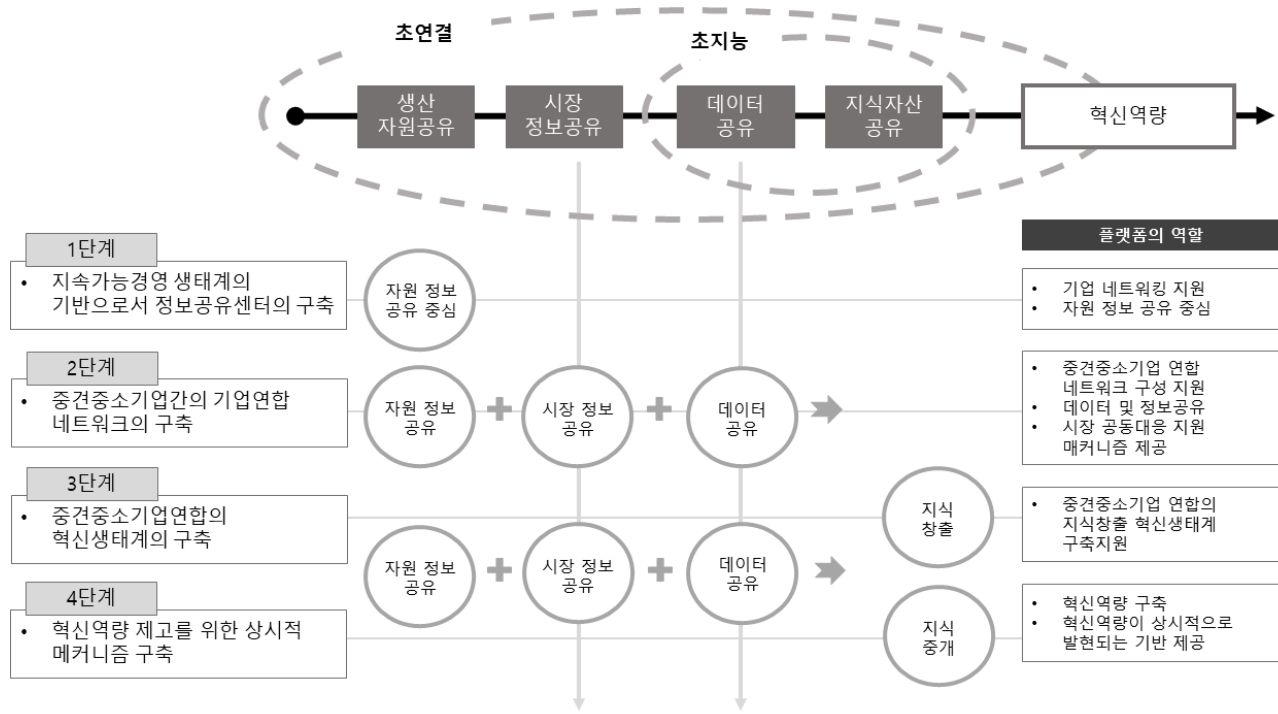 초연결
초지능
생산
자원공유
시장
정보공유
데이터
공유
지식자산
공유
혁신역량
플랫폼의 역할
1단계
• 지속가능경영 생태계의
기반으로서 정보공유센터의 구축
자원 정보
공유 중심
• 기업 네트워킹 지원
• 자원 정보 공유 중심
2단계
• 중견중소기업간의 기업연합
네트워크의 구축
자원 정보
공유
+
시장 정보
공유
+
데이터
공유
• 중견중소기업 연합
네트워크 구성 지원
• 데이터 및 정보공유
• 시장 공동대응 지원
매커니즘 제공
3단계
• 중견중소기업연합의
혁신생태계의 구축
지식
창출
• 중견중소기업 연합의
지식창출 혁신생태계
구축지원
자원 정보
공유
+
시장 정보
공유
+
데이터
공유
4단계
• 혁신역량 제고를 위한 상시적
메커니즘 구축
지식
중개
• 혁신역량 구축
• 혁신역량이 상시적으로
발현되는 기반 제공